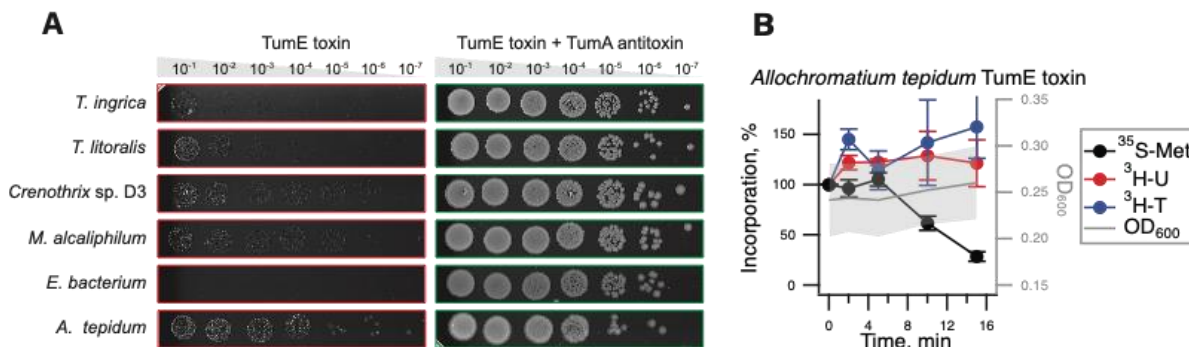 A
TumE toxin
TumE toxin + TumA antitoxin
10⁻¹ 10⁻² 10⁻³ 10⁻⁴ 10⁻⁵ 10⁻⁶ 10⁻⁷
10⁻¹ 10⁻² 10⁻³ 10⁻⁴ 10⁻⁵ 10⁻⁶ 10⁻⁷
T. ingrica
T. litoralis
Crenothrix sp. D3
M. alcaliphilum
E. bacterium
A. tepidum
B
Allochromatium tepidum TumE toxin
Incorporation, %
150
100
50
0
0 4 8 12 16
Time, min
0.35
0.30
0.25
0.20
0.15
OD₆₀₀
³⁵S-Met
³H-U
³H-T
OD₆₀₀